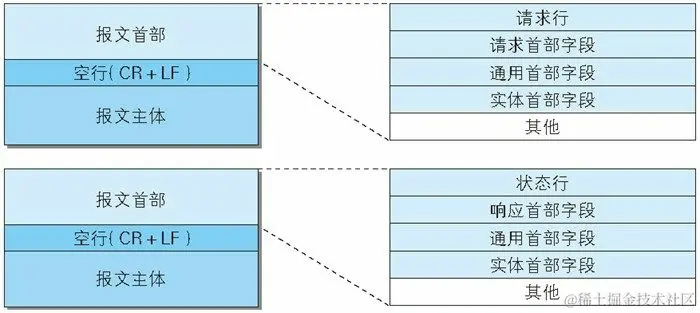 报文首部
空行( CR + LF )
报文主体
请求行
请求首部字段
通用首部字段
实体首部字段
其他
报文首部
空行( CR + LF )
报文主体
状态行
响应首部字段
通用首部字段
实体首部字段
其他
@稀土掘金技术社区